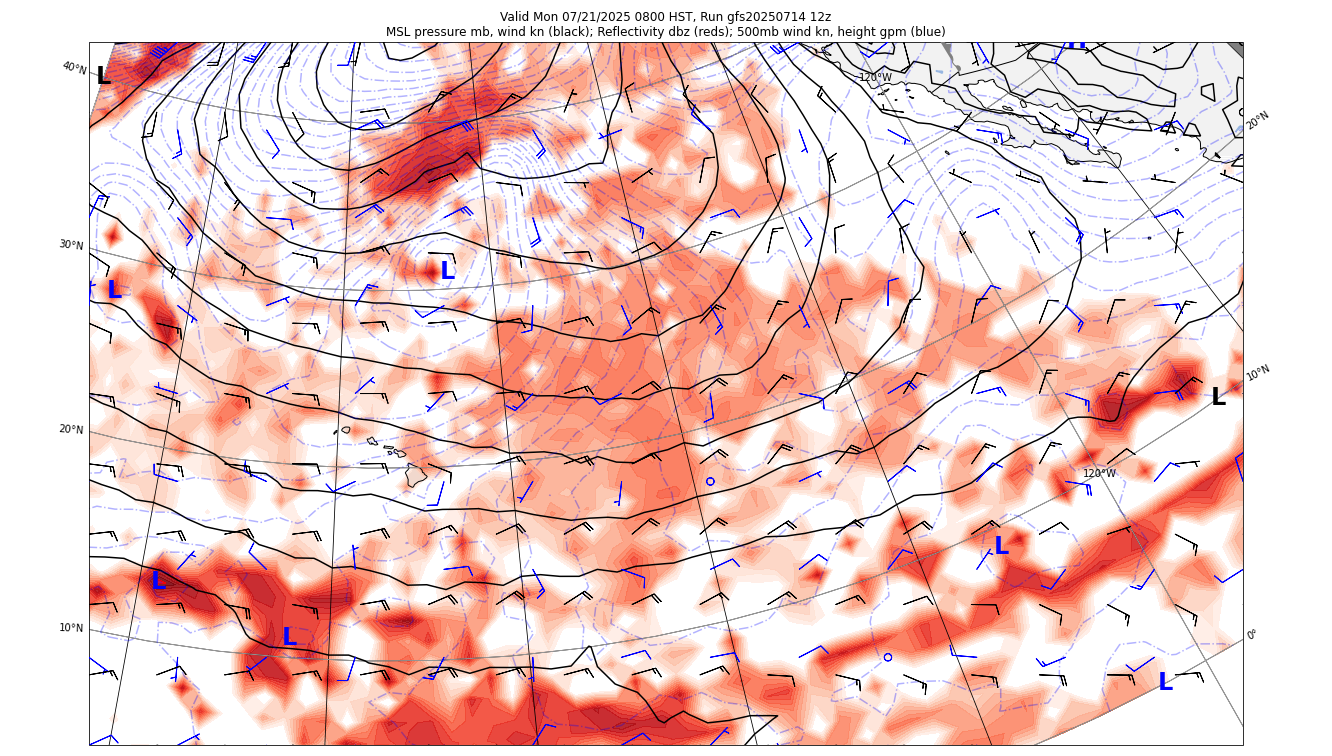 Valid Mon 07/21/2025 0800 HST, Run gfs20250714 12z
MSL pressure mb, wind kn (black); Reflectivity dbz (reds); 500mb wind kn, height gpm (blue)
H
40°N
L
120°W
20°N
30°N
L
L
10°N
L
20°N
120°W
L
L
10°N
L
0°
L